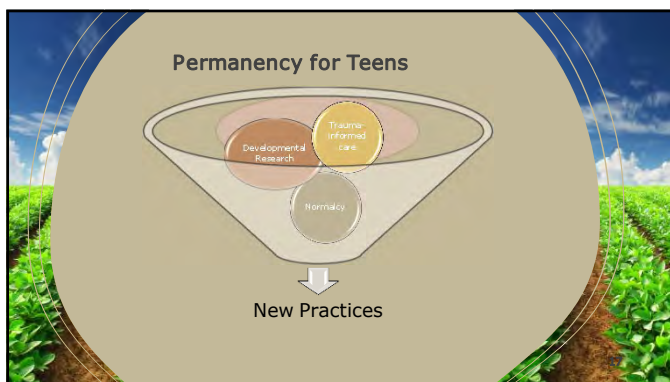 Permanency for Teens
Trauma-
informed
care
Developmental
Research
Normalcy
New Practices